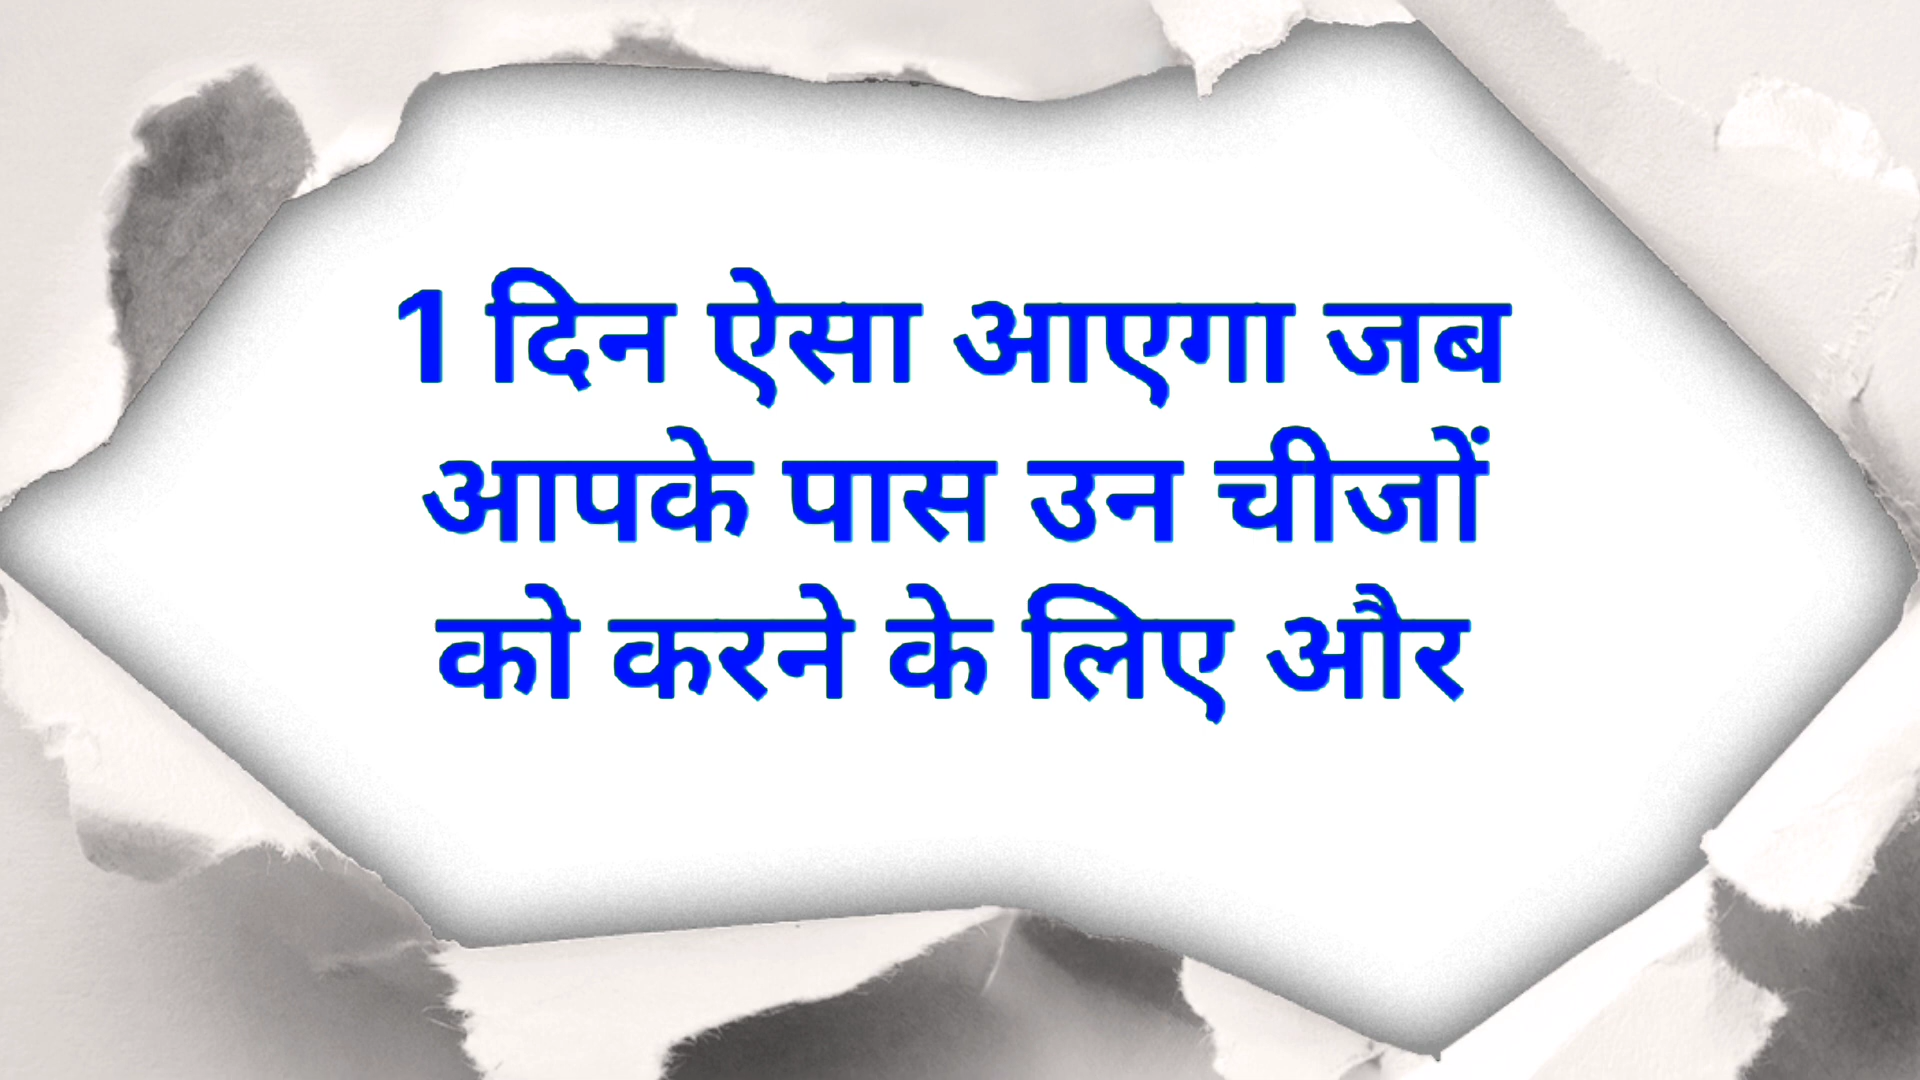 1 दिन ऐसा आएगा जब
आपके पास उन चीजों
को करने के लिए और